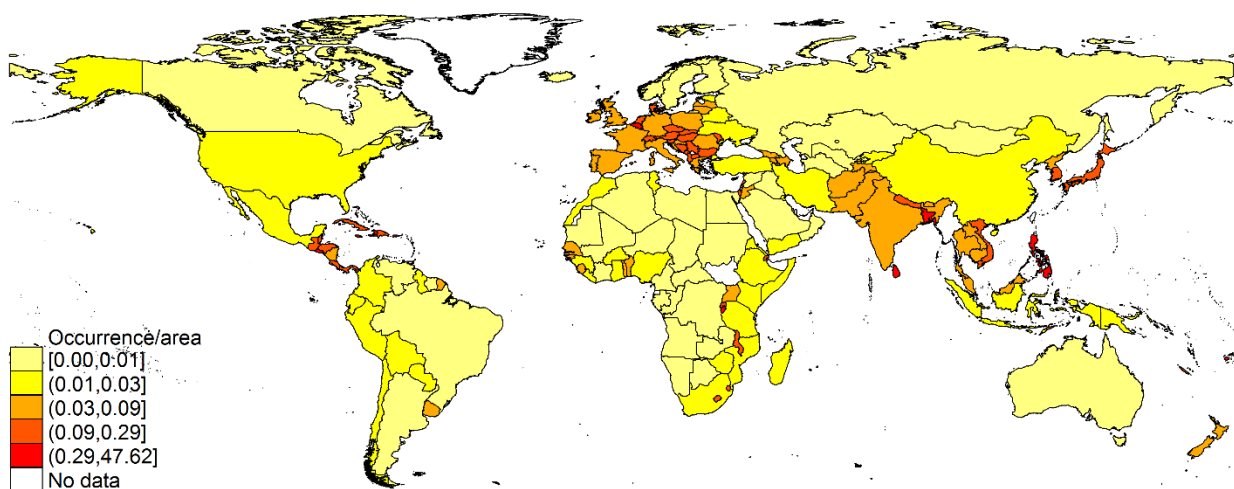 Occurrence/area
[0.00,0.01]
(0.01,0.03]
(0.03,0.09]
(0.09,0.29]
(0.29,47.62]
No data